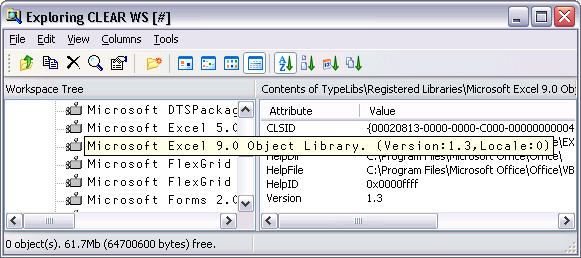 Exploring CLEAR WS [#]
File Edit View Columns Tools
Workspace Tree
Contents of TypeLibs\Registered Libraries\Microsoft Excel 9.0 Obje
Microsoft DTSPackag
Microsoft Excel 5.0
Microsoft Excel 9.0 Object Library. (Version:1.3,Locale:0)
Microsoft FlexGrid
Microsoft FlexGrid
Microsoft Forms 2.0
Attribute Value
CLSID {00020813-0000-0000-C000-00000000004
\EX
HelpDir C:\Program Files\Microsoft Office\Office\
HelpFile C:\Program Files\Microsoft Office\Office\VB
HelpID 0x0000ffff
Version 1.3
0 object(s). 61.7Mb (64700600 bytes) free.